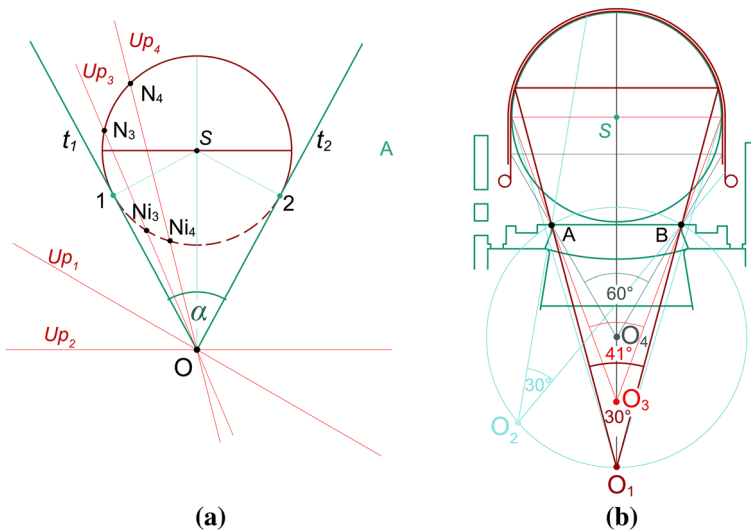 Up₄
Up₃
N₄
N₃
t₁
S
t₂
A
1
2
Ni₃
Ni₄
Up₁
α
Up₂
O
(a)
S
A
B
60°
O₄
41°
30°
O₃
30°
O₂
O₁
(b)